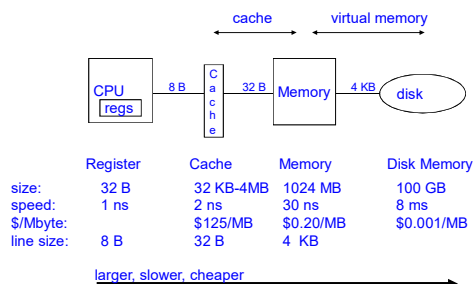 cache virtual memory
CPU
regs
8 B
C
a
c
h
e
32 B
Memory
4 KB
disk
Register Cache Memory Disk Memory
size: 32 B 32 KB-4MB 1024 MB 100 GB
speed: 1 ns 2 ns 30 ns 8 ms
$/Mbyte: $125/MB $0.20/MB $0.001/MB
line size: 8 B 32 B 4 KB
larger, slower, cheaper